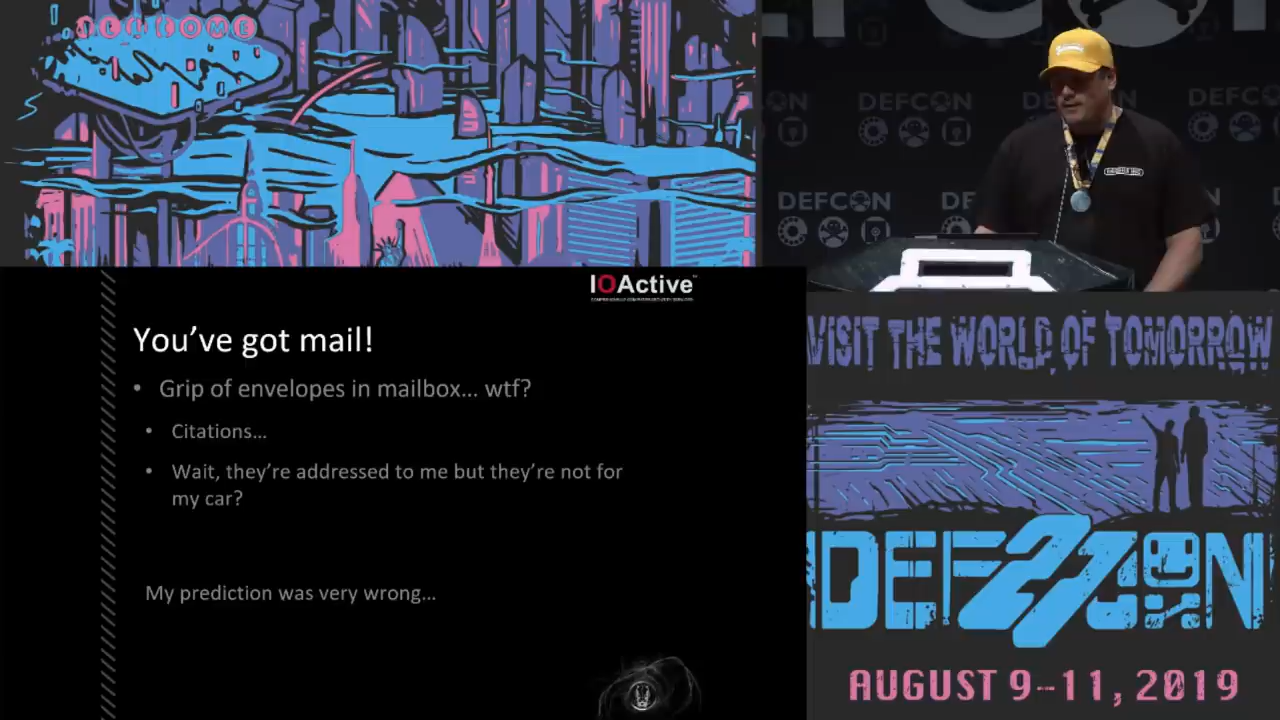 WELCOME
DEFCON
DEFCON
DEFCON
DEFCON
DEFCON
IOActive
You've got mail!
• Grip of envelopes in mailbox... wtf?
• Citations...
• Wait, they're addressed to me but they're not for
my car?
My prediction was very wrong...
VISIT THE WORLD OF TOMORROW
DEF27CON
AUGUST 9-11, 2019